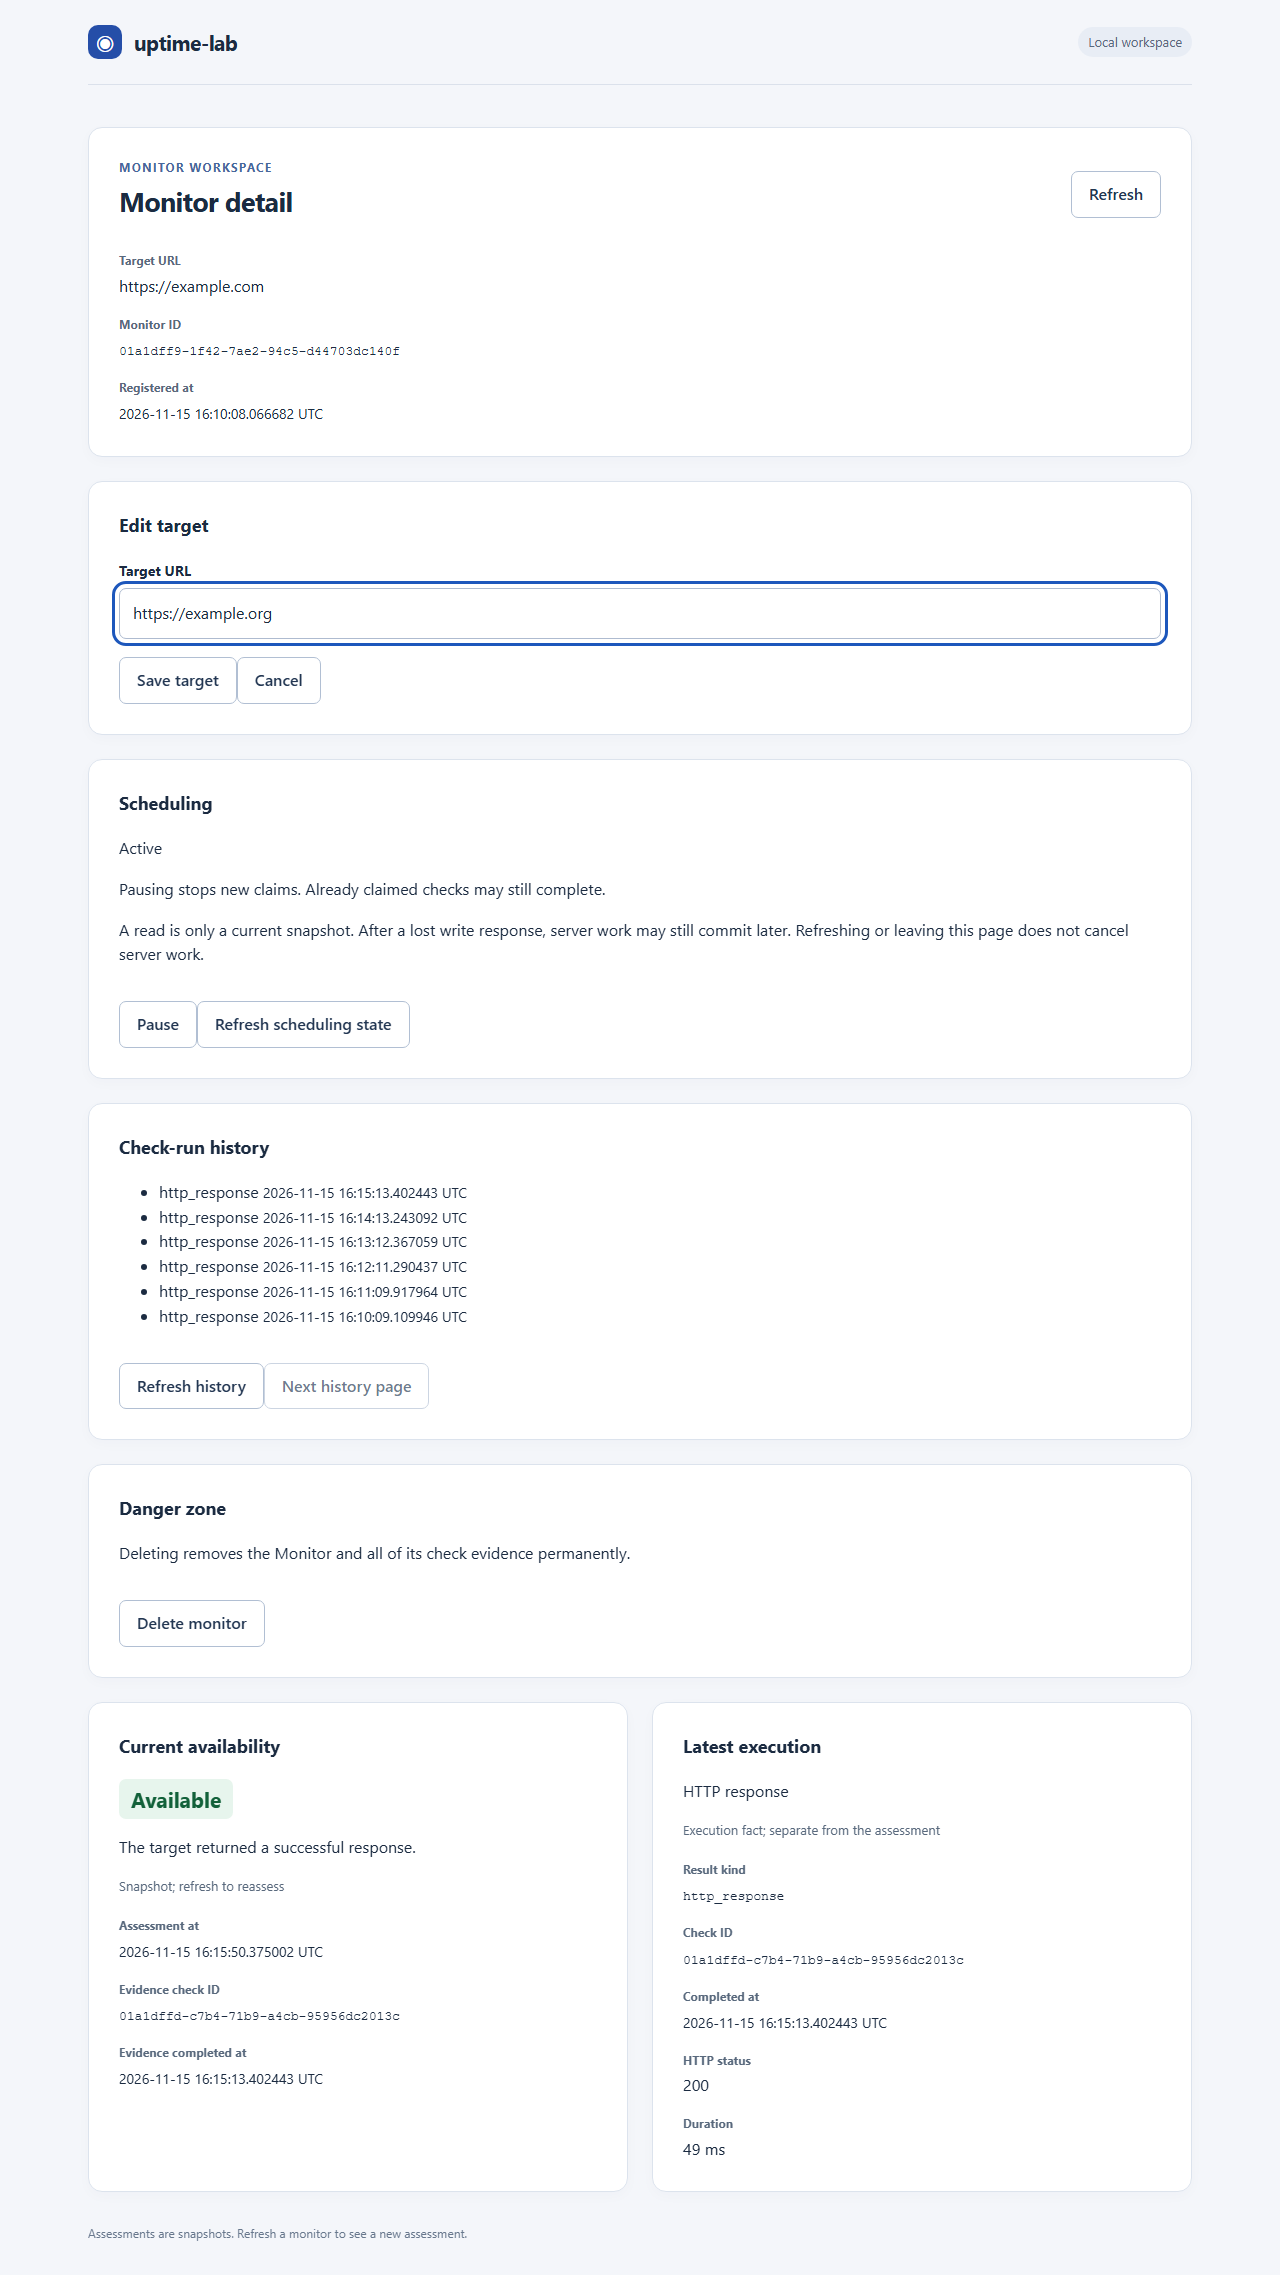 uptime-lab
Local workspace
MONITOR WORKSPACE
Monitor detail
Refresh
Target URL
https://example.com
Monitor ID
01a1dff9-1f42-7ae2-94c5-d44703dc140f
Registered at
2026-11-15 16:10:08.066682 UTC
Edit target
Target URL
https://example.org
Save target
Cancel
Scheduling
Active
Pausing stops new claims. Already claimed checks may still complete.
A read is only a current snapshot. After a lost write response, server work may still commit later. Refreshing or leaving this page does not cancel
server work.
Pause
Refresh scheduling state
Check-run history
http_response 2026-11-15 16:15:13.402443 UTC
http_response 2026-11-15 16:14:13.243092 UTC
http_response 2026-11-15 16:13:12.367059 UTC
http_response 2026-11-15 16:12:11.290437 UTC
http_response 2026-11-15 16:11:09.917964 UTC
http_response 2026-11-15 16:10:09.109946 UTC
Refresh history
Next history page
Danger zone
Deleting removes the Monitor and all of its check evidence permanently.
Delete monitor
Current availability
Available
The target returned a successful response.
Snapshot; refresh to reassess
Assessment at
2026-11-15 16:15:50.375002 UTC
Evidence check ID
01a1dffd-c7b4-71b9-a4cb-95956dc2013c
Evidence completed at
2026-11-15 16:15:13.402443 UTC
Latest execution
HTTP response
Execution fact; separate from the assessment
Result kind
http_response
Check ID
01a1dffd-c7b4-71b9-a4cb-95956dc2013c
Completed at
2026-11-15 16:15:13.402443 UTC
HTTP status
200
Duration
49 ms
Assessments are snapshots. Refresh a monitor to see a new assessment.